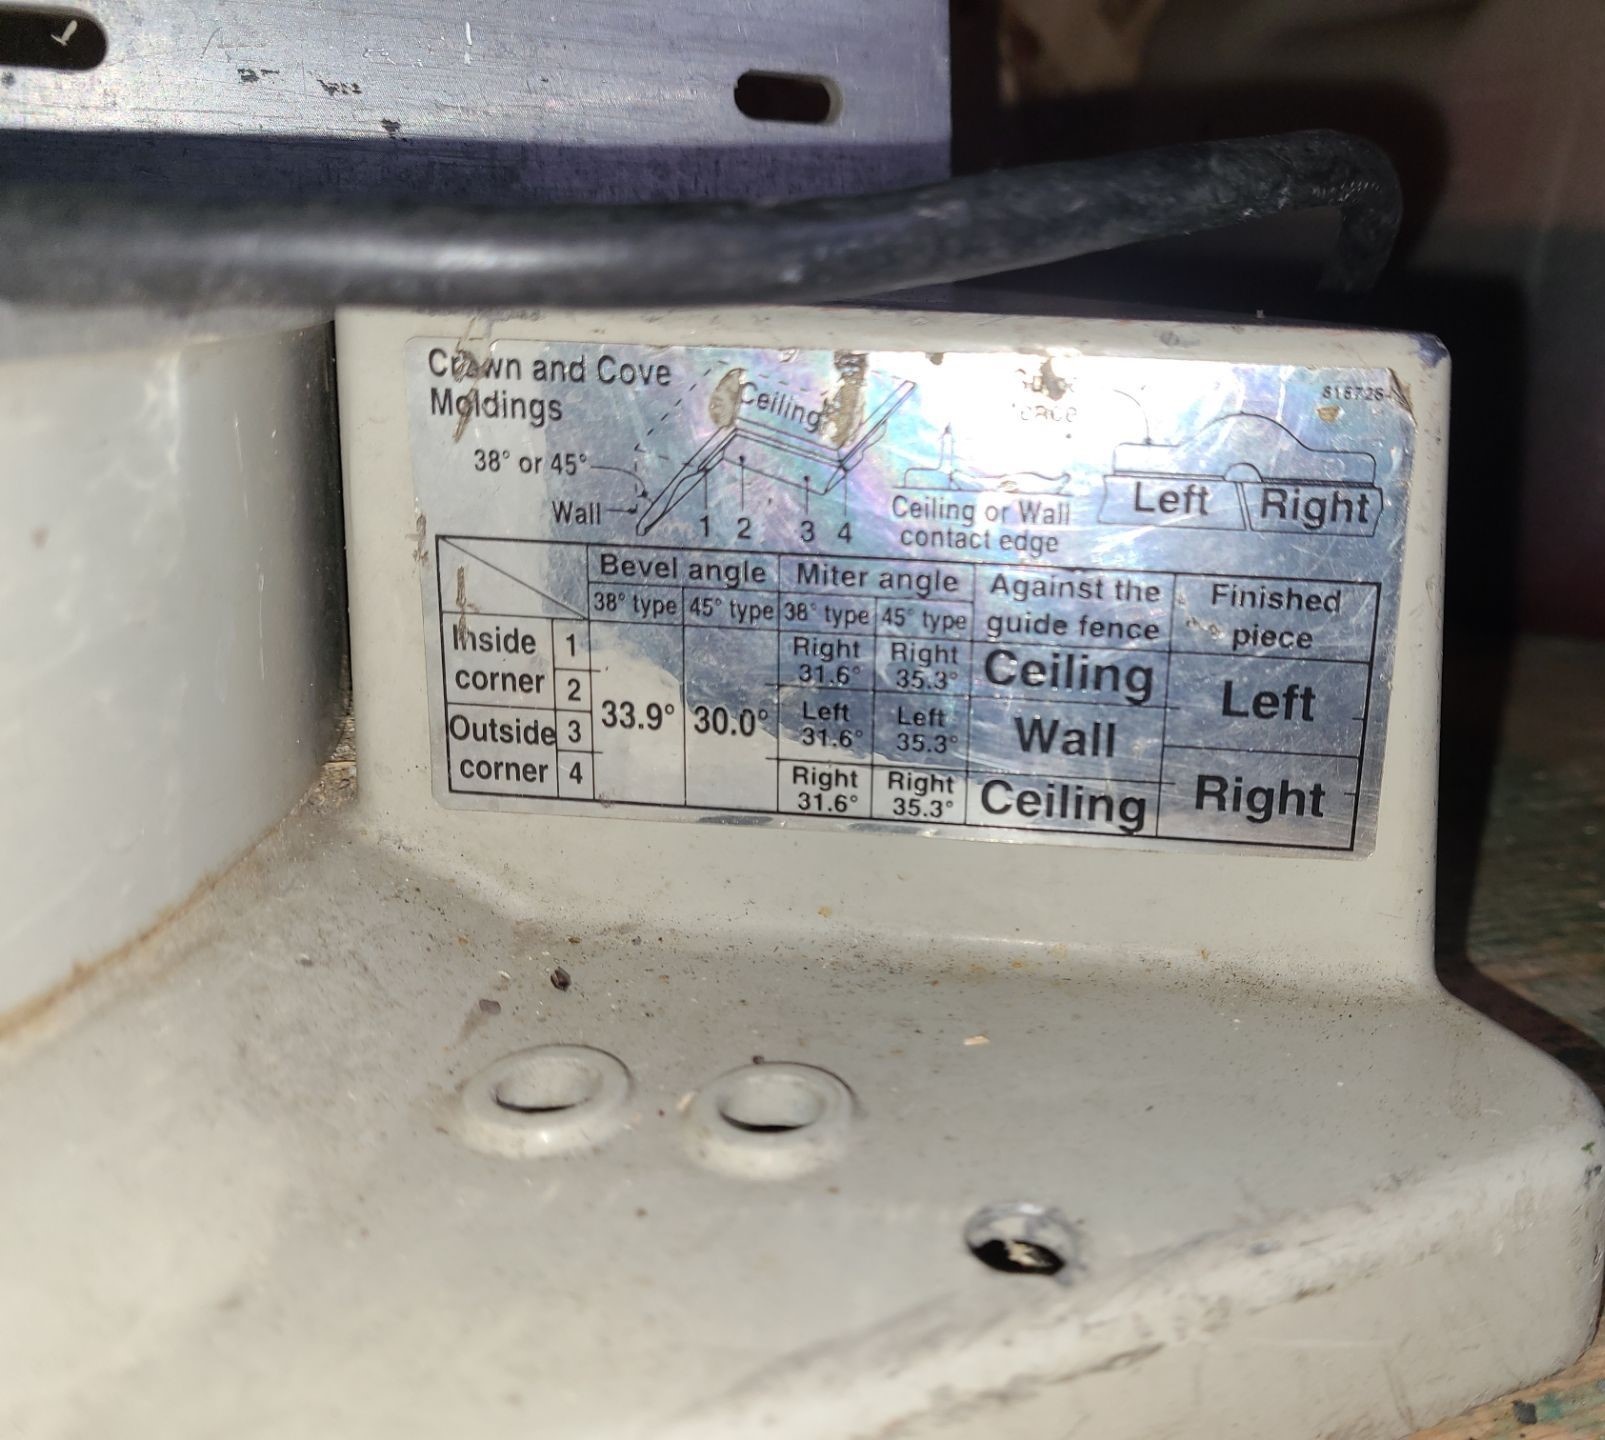 Crown and Cove
Moldings
38° or 45°
Wall
Ceiling
1 2 3 4
Ceiling or Wall
contact edge
Left Right
Bevel angle Miter angle Against the guide fence Finished piece
38° type 45° type 38° type 45° type
Inside corner 1 33.9° 30.0° Right 31.6° Right 35.3° Ceiling Left
2 Left 31.6° Left 35.3° Wall
Outside corner 3 Right
4 Right 31.6° Right 35.3° Ceiling